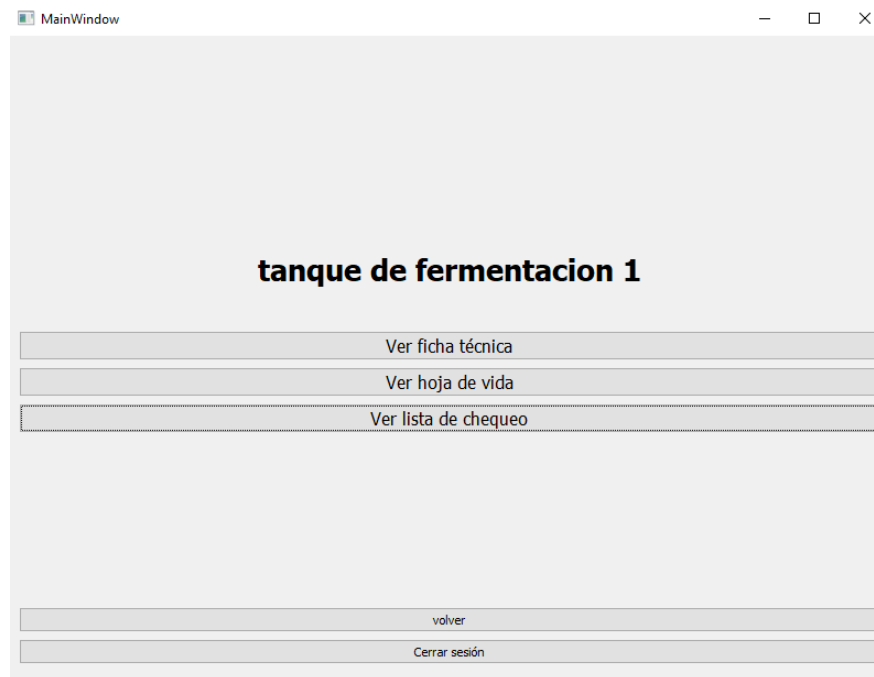 MainWindow
tanque de fermentacion 1
Ver ficha técnica
Ver hoja de vida
Ver lista de chequeo
volver
Cerrar sesión